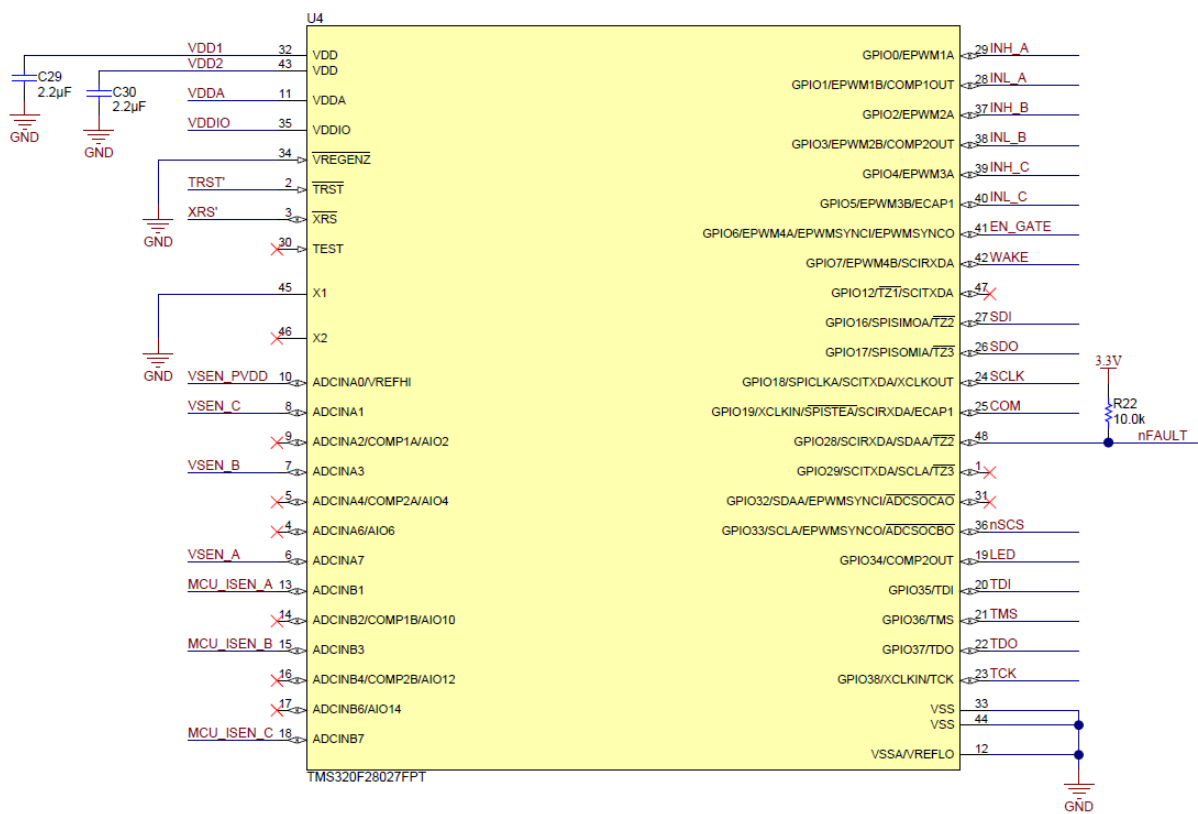 U4
VDD1 32 VDD
VDD2 43 VDD
C29
2.2µF
C30
2.2µF
GND
GND
VDDA 11 VDDA
VDDIO 35 VDDIO
34 VREGENZ
TRST' 2 TRST
XRS' 3 XRS
GND
30 TEST
45 X1
46 X2
GND
VSEN_PVDD 10 ADCINA0/VREFHI
VSEN_C 8 ADCINA1
9 ADCINA2/COMP1A/AIO2
VSEN_B 7 ADCINA3
5 ADCINA4/COMP2A/AIO4
4 ADCINA6/AIO6
VSEN_A 6 ADCINA7
MCU_ISEN_A 13 ADCINB1
14 ADCINB2/COMP1B/AIO10
MCU_ISEN_B 15 ADCINB3
16 ADCINB4/COMP2B/AIO12
17 ADCINB6/AIO14
MCU_ISEN_C 18 ADCINB7
GPIO0/EPWM1A 29 INH_A
GPIO1/EPWM1B/COMP1OUT 28 INL_A
GPIO2/EPWM2A 37 INH_B
GPIO3/EPWM2B/COMP2OUT 38 INL_B
GPIO4/EPWM3A 39 INH_C
GPIO5/EPWM3B/ECAP1 40 INL_C
GPIO6/EPWM4A/EPWMSYNCI/EPWMSYNCO 41 EN_GATE
GPIO7/EPWM4B/SCIRXDA 42 WAKE
GPIO12/TZ1/SCITXDA 47
GPIO16/SPISIMOA/TZ2 27 SDI
GPIO17/SPISOMIA/TZ3 26 SDO
GPIO18/SPICLKA/SCITXDA/XCLKOUT 24 SCLK
GPIO19/XCLKIN/SPISTEA/SCIRXDA/ECAP1 25 COM
GPIO28/SCIRXDA/SDAA/TZ2 48 nFAULT
3.3V
R22
10.0k
GPIO29/SCITXDA/SCLA/TZ3 1
GPIO32/SDAA/EPWMSYNCI/ADCSOCAO 31
GPIO33/SCLA/EPWMSYNCO/ADCSOCBO 36 nSCS
GPIO34/COMP2OUT 19 LED
GPIO35/TDI 20 TDI
GPIO36/TMS 21 TMS
GPIO37/TDO 22 TDO
GPIO38/XCLKIN/TCK 23 TCK
VSS 33
VSS 44
VSSA/VREFLO 12
GND
TMS320F28027FPT